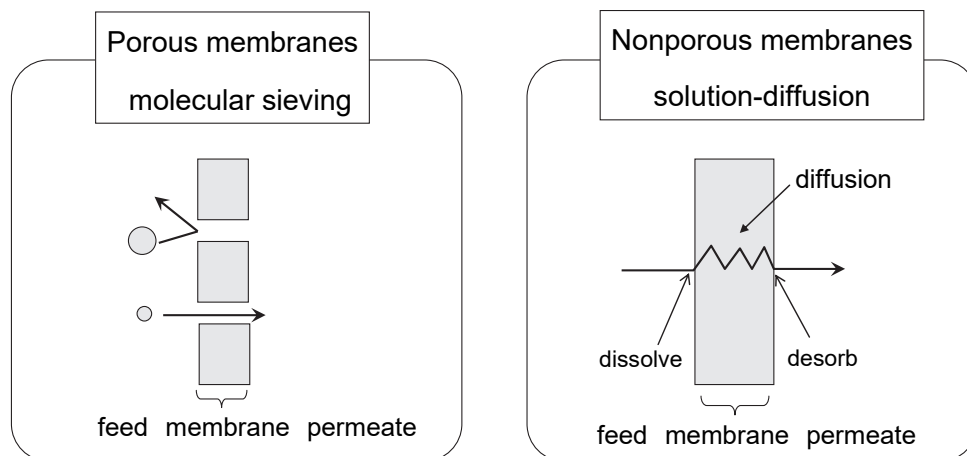 Porous membranes
molecular sieving
feed membrane permeate
Nonporous membranes
solution-diffusion
diffusion
dissolve
desorb
feed membrane permeate